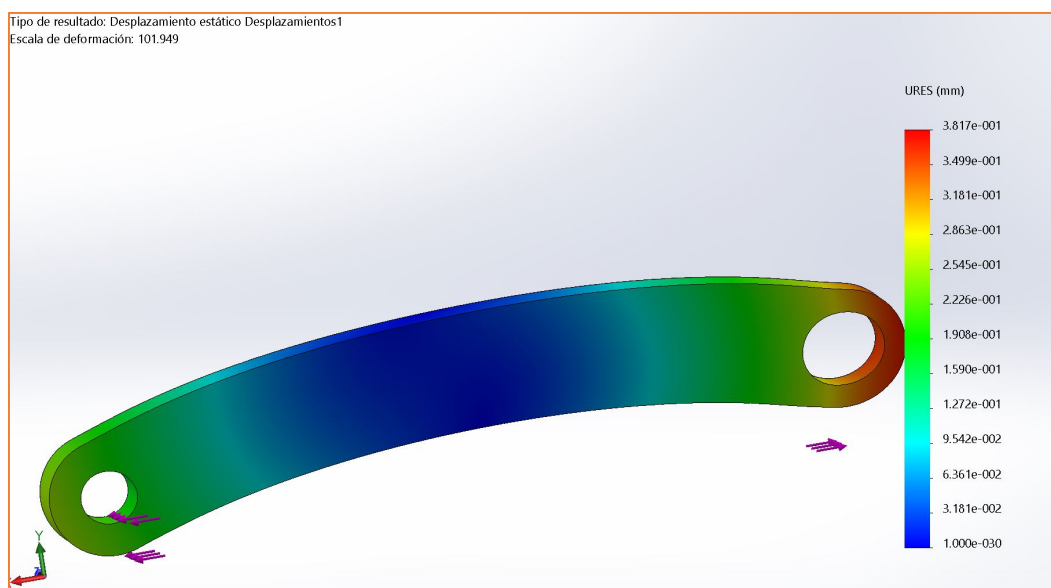 Tipo de resultado: Desplazamiento estático Desplazamientos1
Escala de deformación: 101.949
URES (mm)
3.817e-001
3.499e-001
3.181e-001
2.863e-001
2.545e-001
2.226e-001
1.908e-001
1.590e-001
1.272e-001
9.542e-002
6.361e-002
3.181e-002
1.000e-030
Y